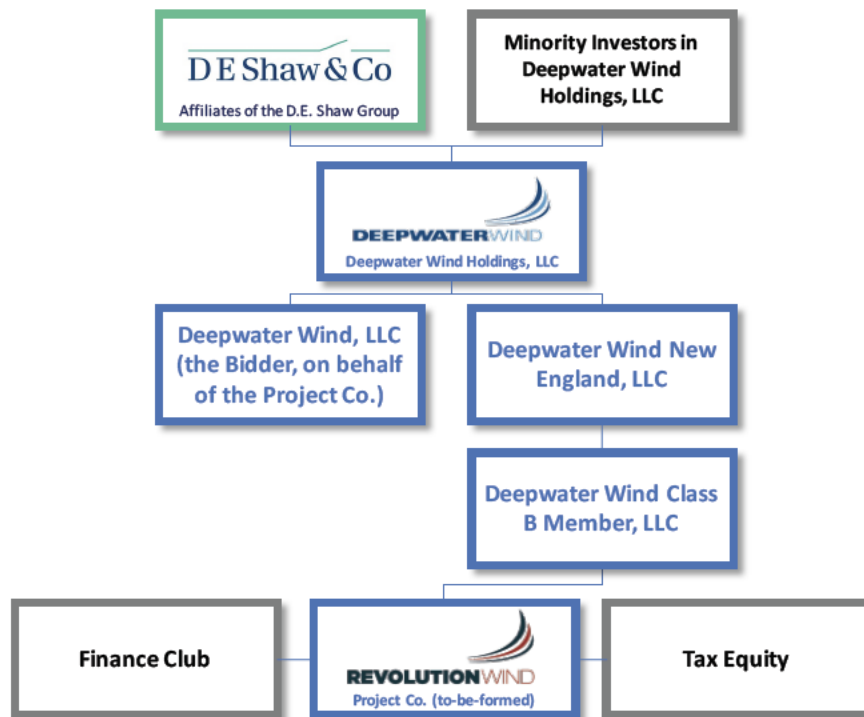 D E Shaw & Co
Affiliates of the D.E. Shaw Group
Minority Investors in
Deepwater Wind
Holdings, LLC
DEEPWATERWIND
Deepwater Wind Holdings, LLC
Deepwater Wind, LLC
(the Bidder, on behalf
of the Project Co.)
Deepwater Wind New
England, LLC
Deepwater Wind Class
B Member, LLC
Finance Club
REVOLUTIONWIND
Project Co. (to-be-formed)
Tax Equity